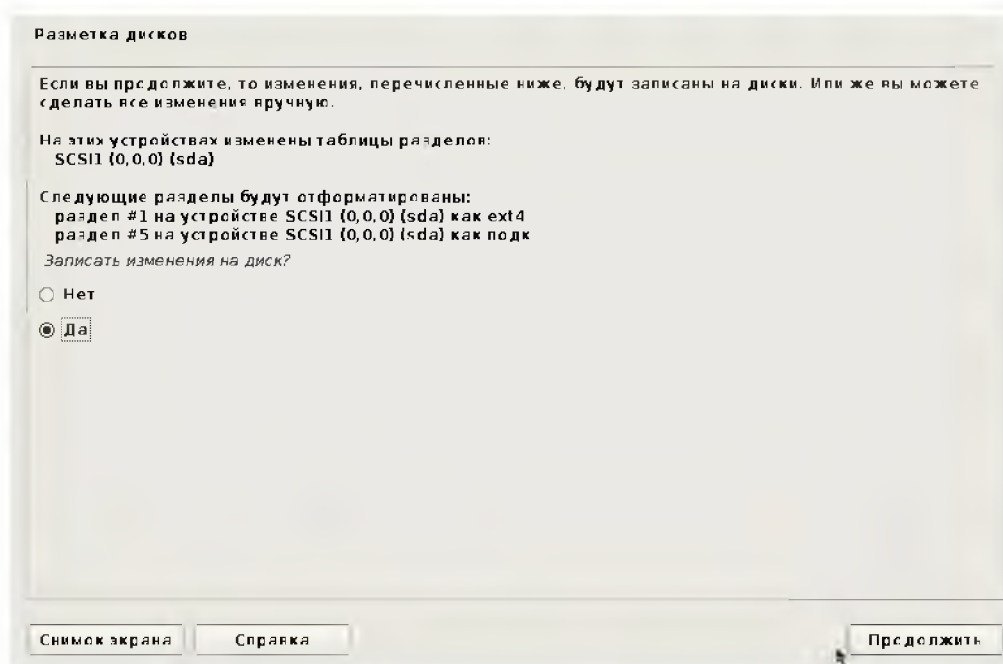 Разметка дисков
Если вы продолжите, то изменения, перечисленные ниже, будут записаны на диски. Или же вы можете
сделать все изменения вручную.
На этих устройствах изменены таблицы разделов:
SCSI1 (0,0,0) (sda)
Следующие разделы будут отформатированы:
раздел #1 на устройстве SCSI1 (0,0,0) (sda) как ext4
раздел #5 на устройстве SCSI1 (0,0,0) (sda) как подк
Записать изменения на диск?
Нет
Да
Снимок экрана
Справка
Продолжить